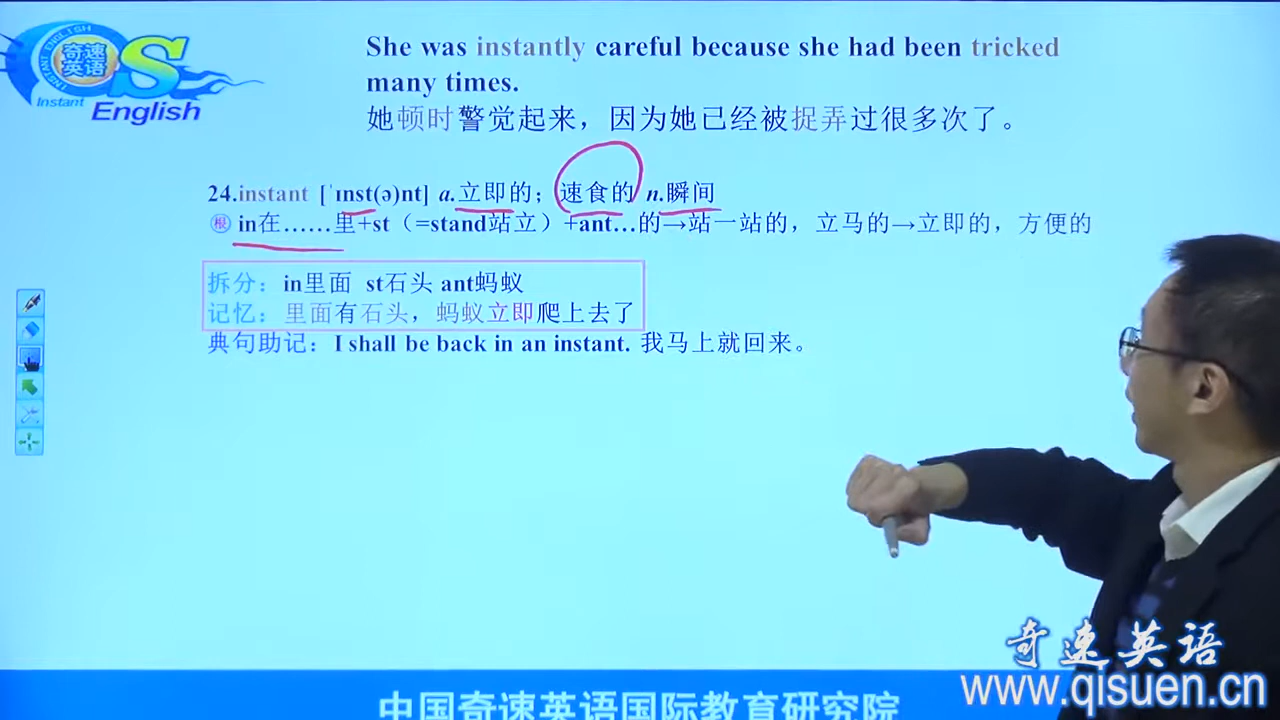 INSTANT ENGLISH
奇速
英语
S
Instant
English
She was instantly careful because she had been tricked
many times.
她顿时警觉起来，因为她已经被捉弄过很多次了。
24.instant [ˈɪnst(ə)nt] a.立即的；速食的 n.瞬间
根 in在……里+st（=stand站立）+ant…的→站一站的，立马的→立即的，方便的
拆分：in里面 st石头 ant蚂蚁
记忆：里面有石头，蚂蚁立即爬上去了
典句助记：I shall be back in an instant. 我马上就回来。
奇速英语
www.qisuen.cn
中国奇速英语国际教育研究院